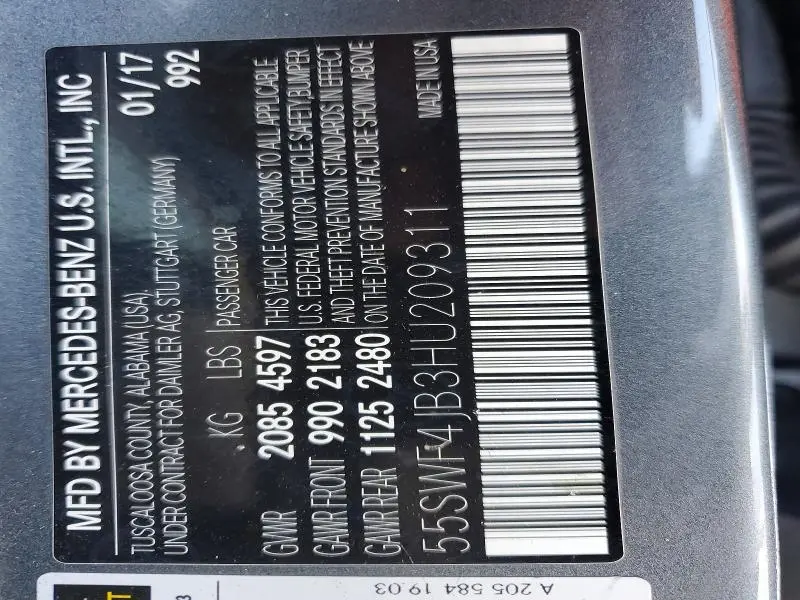 MFD BY MERCEDES-BENZ U.S. INTL., INC
TUSCALOOSA COUNTY, ALABAMA (USA), 01/17
UNDER CONTRACT FOR DAIMLER AG, STUTTGART (GERMANY) 992
KG LBS PASSENGER CAR
GVWR 2085 4597 THIS VEHICLE CONFORMS TO ALL APPLICABLE
U.S. FEDERAL MOTOR VEHICLE SAFETY, BUMPER
GAWR FRONT 990 2183 AND THEFT PREVENTION STANDARDS IN EFFECT
GAWR REAR 1125 2480 ON THE DATE OF MANUFACTURE SHOWN ABOVE
55SWF4JB3HU209311 MADE IN USA
A 205 584 19 03